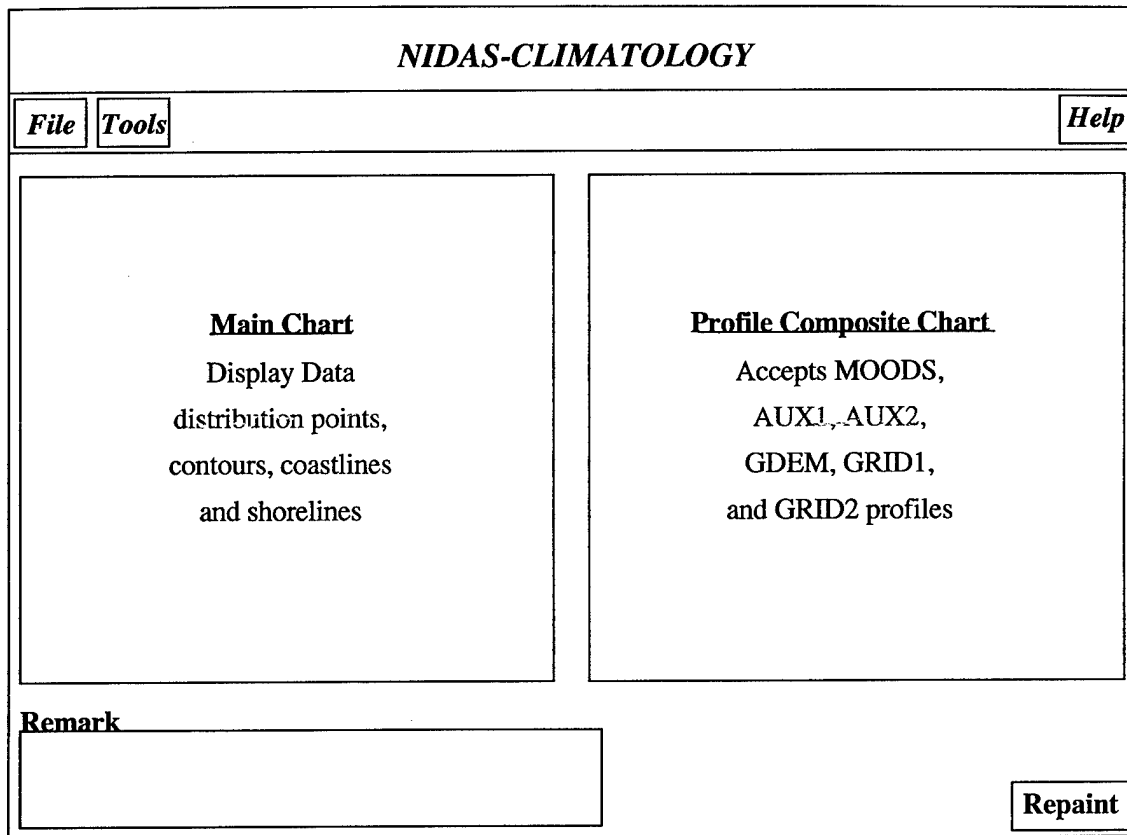 NIDAS-CLIMATOLOGY
File Tools Help
Main Chart
Display Data
distribution points,
contours, coastlines
and shorelines
Profile Composite Chart
Accepts MOODS,
AUX1, AUX2,
GDEM, GRID1,
and GRID2 profiles
Remark
Repaint